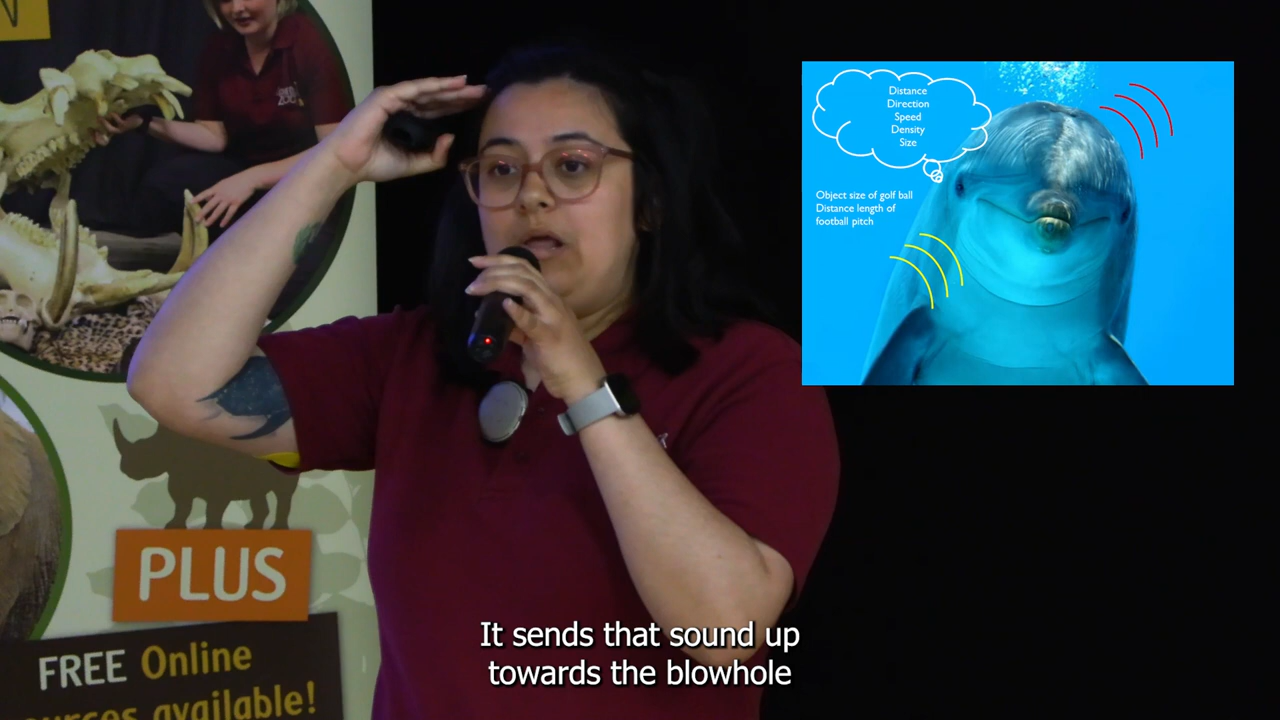 Distance
Direction
Speed
Density
Size
Object size of golf ball
Distance length of
football pitch
PLUS
FREE Online
available!
It sends that sound up
towards the blowhole